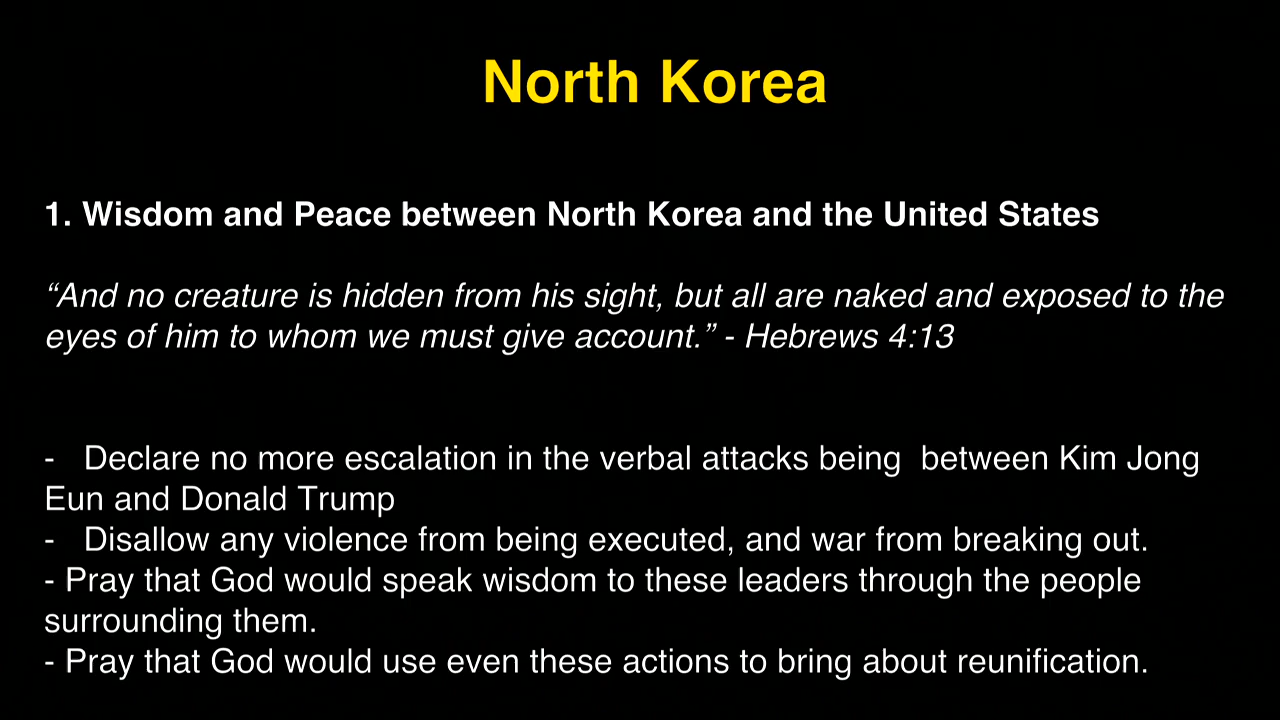 North Korea
1. Wisdom and Peace between North Korea and the United States
“And no creature is hidden from his sight, but all are naked and exposed to the
eyes of him to whom we must give account.” - Hebrews 4:13
- Declare no more escalation in the verbal attacks being  between Kim Jong
Eun and Donald Trump
- Disallow any violence from being executed, and war from breaking out.
- Pray that God would speak wisdom to these leaders through the people
surrounding them.
- Pray that God would use even these actions to bring about reunification.